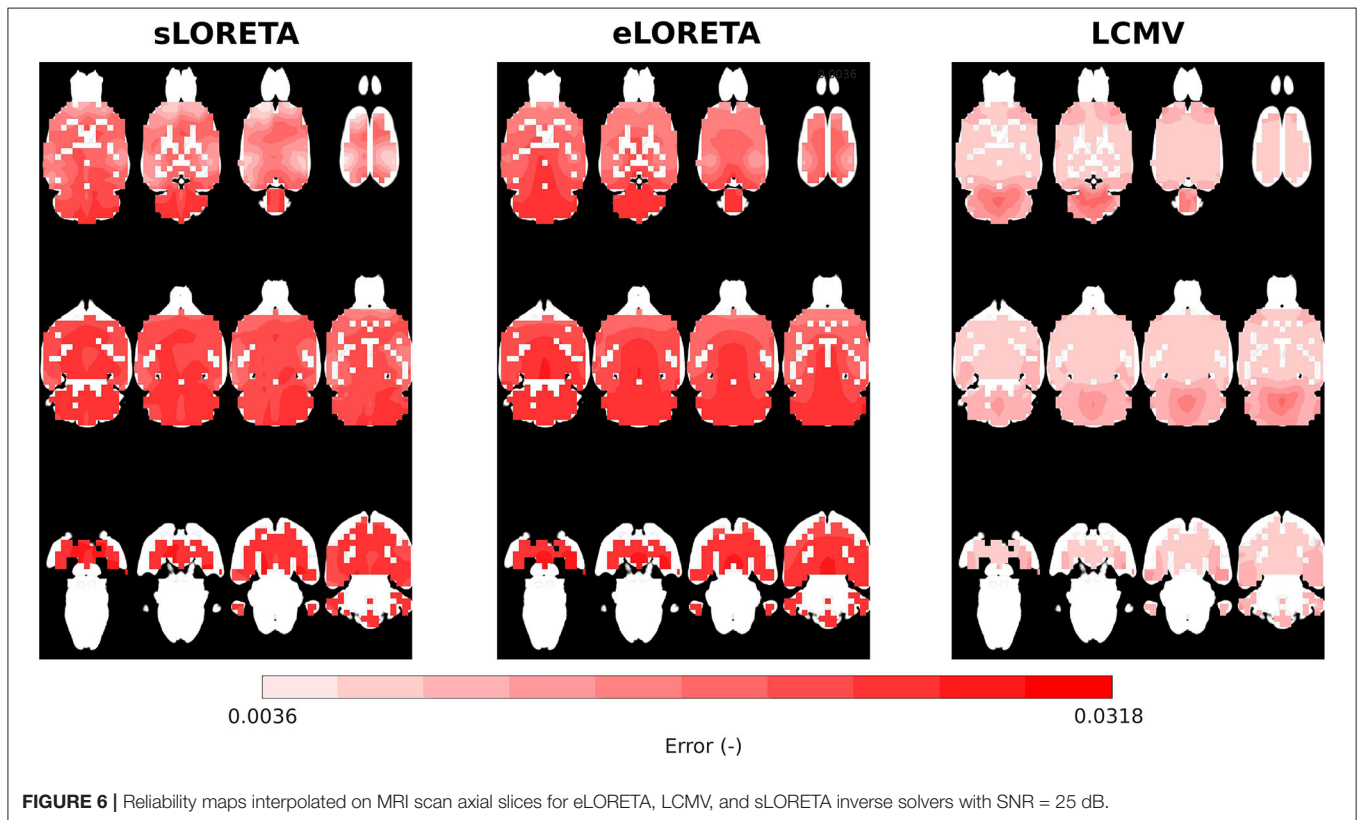 sLORETA
eLORETA
LCMV
0.0036
0.0036
0.0318
Error (-)
FIGURE 6 | Reliability maps interpolated on MRI scan axial slices for eLORETA, LCMV, and sLORETA inverse solvers with SNR = 25 dB.